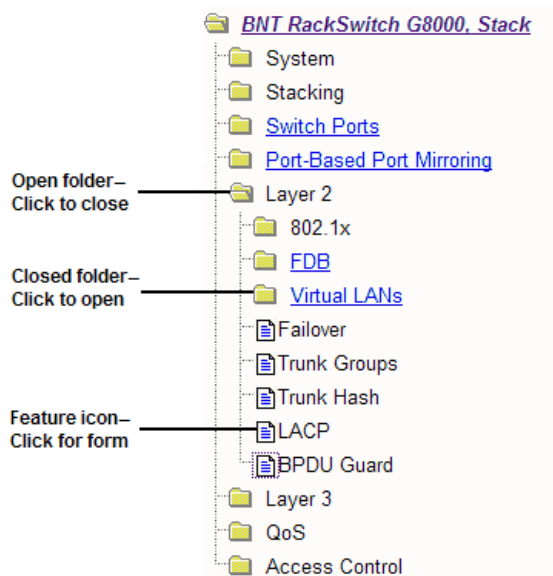 BNT RackSwitch G8000, Stack
System
Stacking
Switch Ports
Port-Based Port Mirroring
Open folder–
Click to close
Layer 2
802.1x
FDB
Closed folder–
Click to open
Virtual LANs
Failover
Trunk Groups
Trunk Hash
Feature icon–
Click for form
LACP
BPDU Guard
Layer 3
QoS
Access Control